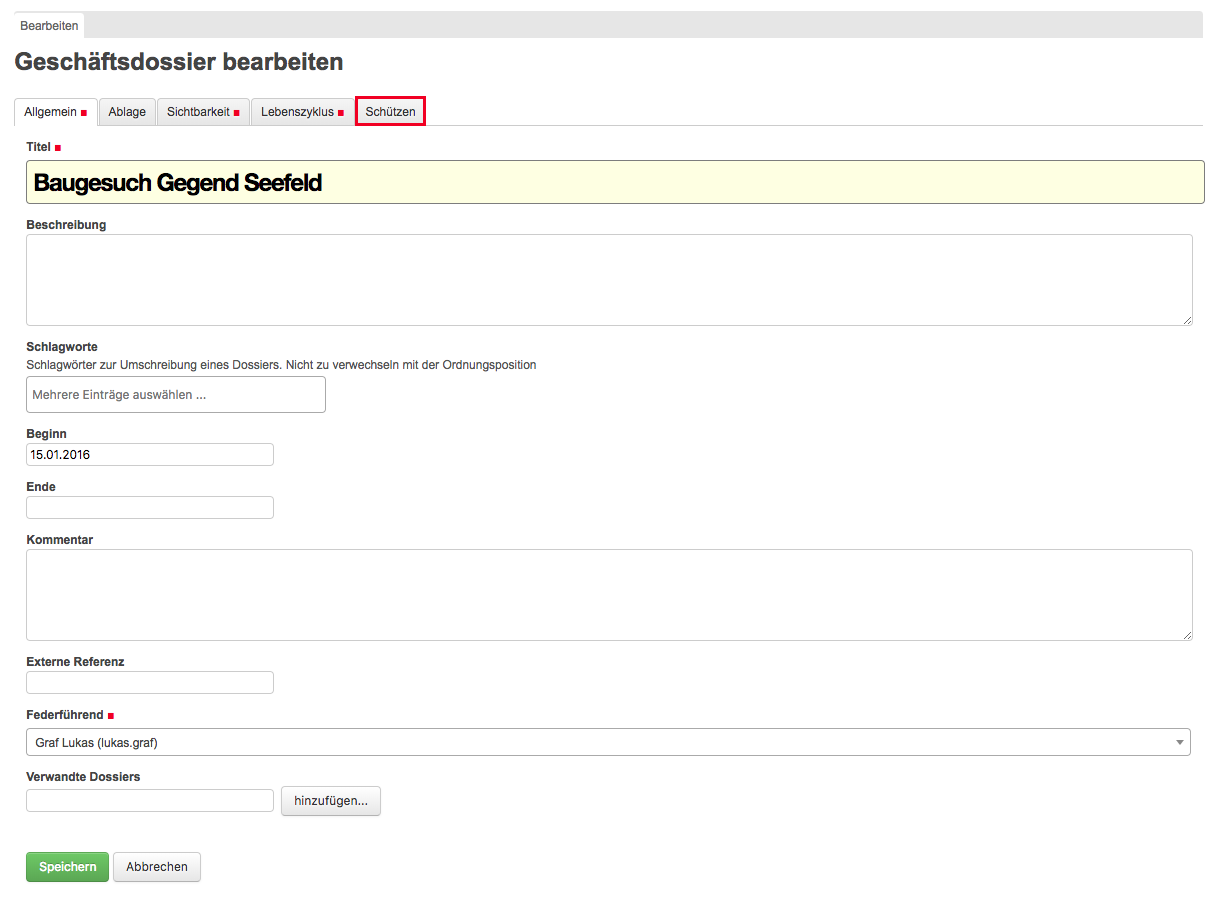 Bearbeiten
Geschäftsdossier bearbeiten
Allgemein Ablage Sichtbarkeit Lebenszyklus Schützen
Titel
Baugesuch Gegend Seefeld
Beschreibung
Schlagworte
Schlagwörter zur Umschreibung eines Dossiers. Nicht zu verwechseln mit der Ordnungsposition
Mehrere Einträge auswählen ...
Beginn
15.01.2016
Ende
Kommentar
Externe Referenz
Federführend
Graf Lukas (lukas.graf)
Verwandte Dossiers
hinzufügen...
Speichern Abbrechen